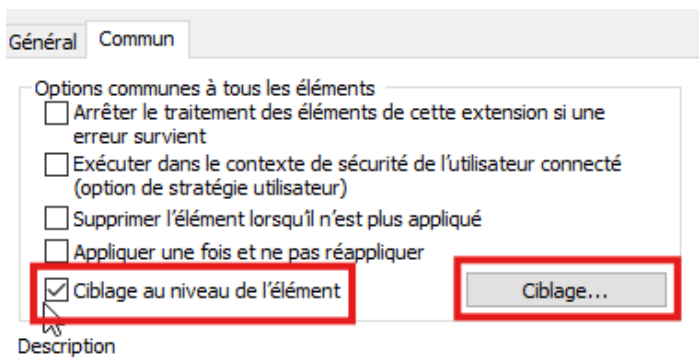 Général Commun
Options communes à tous les éléments
Arrêter le traitement des éléments de cette extension si une
erreur survient
Exécuter dans le contexte de sécurité de l'utilisateur connecté
(option de stratégie utilisateur)
Supprimer l'élément lorsqu'il n'est plus appliqué
Appliquer une fois et ne pas réappliquer
Ciblage au niveau de l'élément Ciblage...
Description